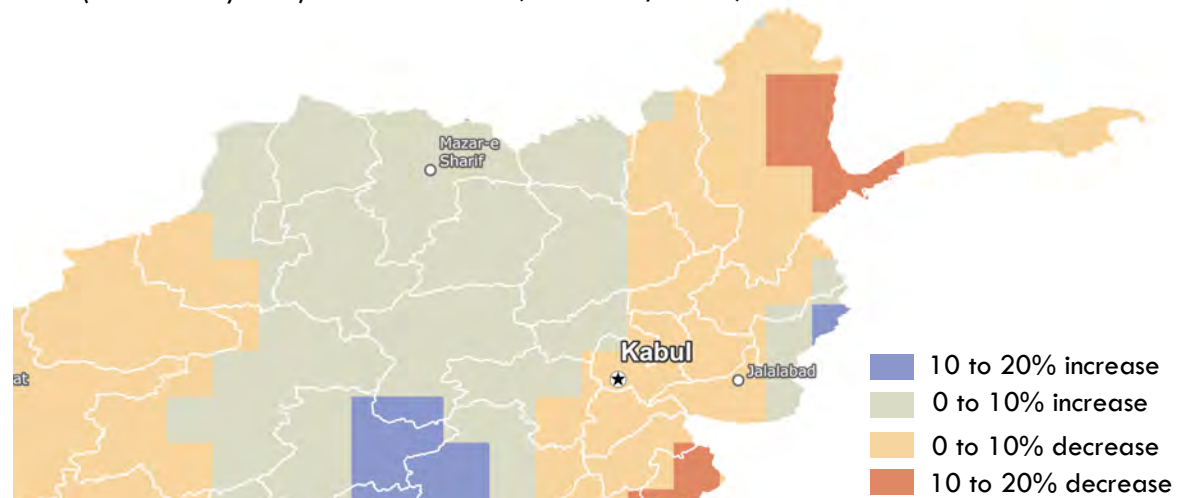 Mazar-e
Sharif
Kabul
Jalalabad
at
10 to 20% increase
0 to 10% increase
0 to 10% decrease
10 to 20% decrease